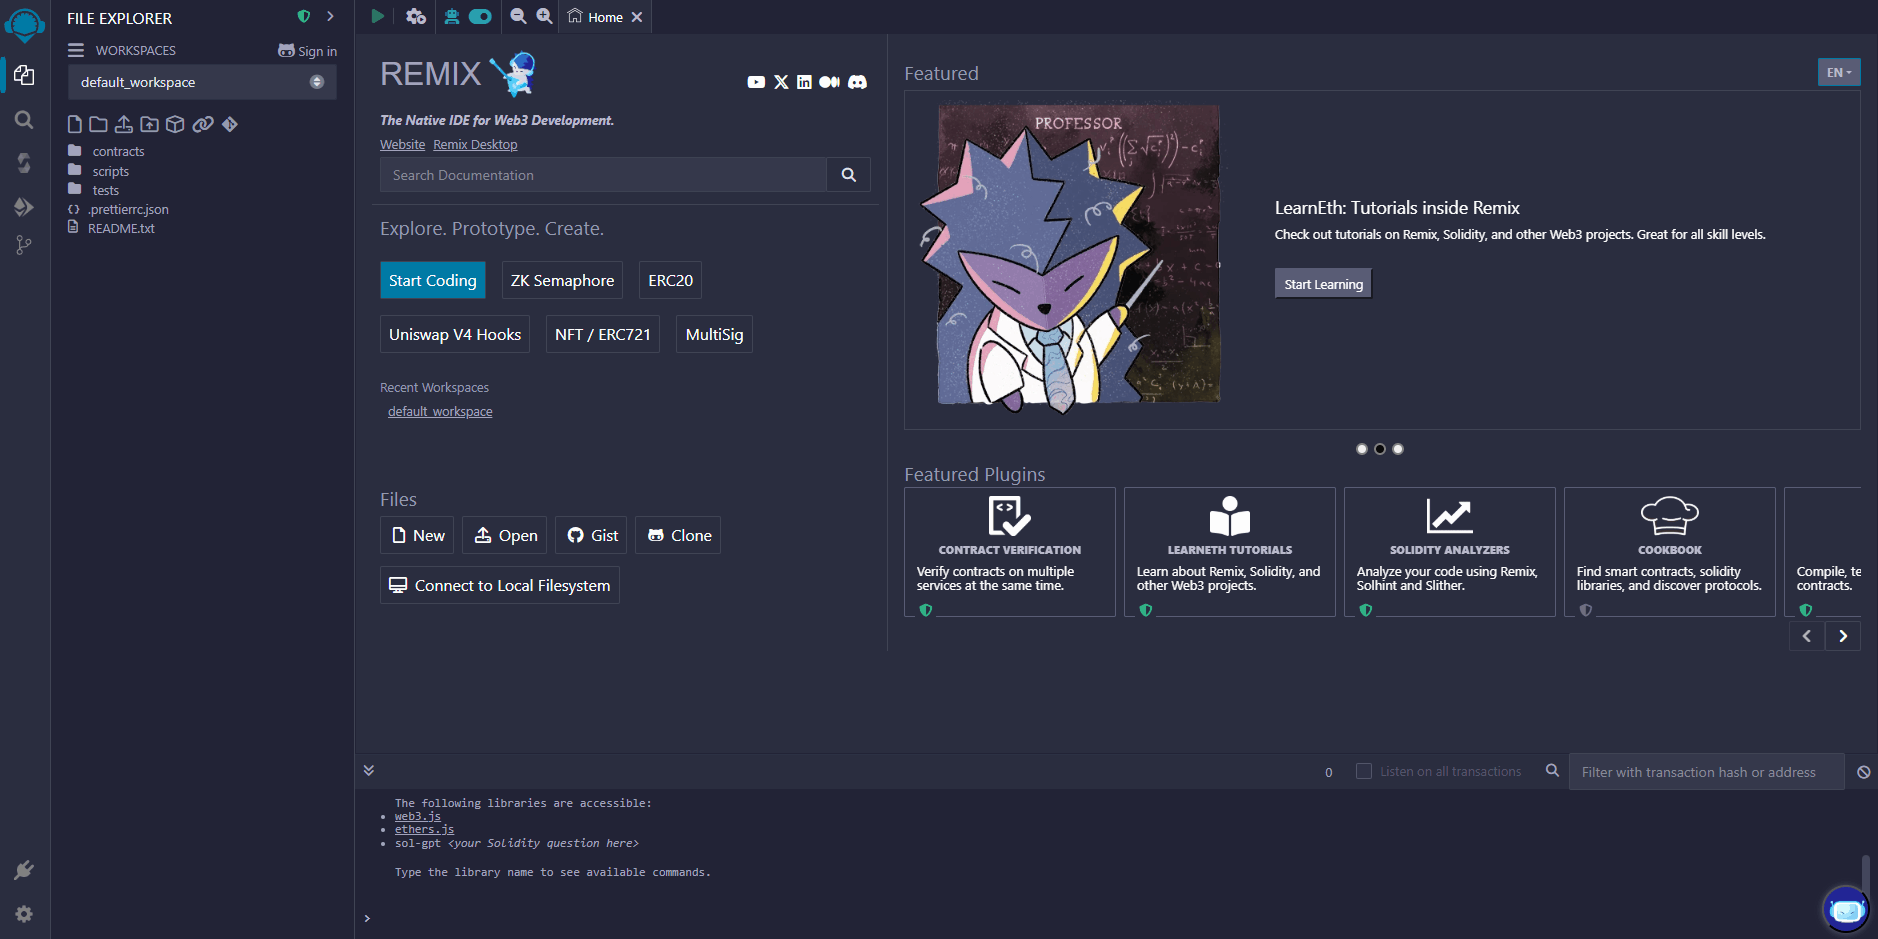 FILE EXPLORER
WORKSPACES
Sign in
default_workspace
contracts
scripts
tests
.prettierrc.json
README.txt
Home
REMIX
The Native IDE for Web3 Development.
Website Remix Desktop
Search Documentation
Explore. Prototype. Create.
Start Coding
ZK Semaphore
ERC20
Uniswap V4 Hooks
NFT / ERC721
MultiSig
Recent Workspaces
default_workspace
Files
New
Open
Gist
Clone
Connect to Local Filesystem
Featured
EN
PROFESSOR
LearnEth: Tutorials inside Remix
Check out tutorials on Remix, Solidity, and other Web3 projects. Great for all skill levels.
Start Learning
Featured Plugins
CONTRACT VERIFICATION
Verify contracts on multiple
services at the same time.
LEARNETH TUTORIALS
Learn about Remix, Solidity, and
other Web3 projects.
SOLIDITY ANALYZERS
Analyze your code using Remix,
Solhint and Slither.
COOKBOOK
Find smart contracts, solidity
libraries, and discover protocols.
Compile, te
contracts.
0
Listen on all transactions
Filter with transaction hash or address
The following libraries are accessible:
web3.js
ethers.js
sol-gpt <your Solidity question here>
Type the library name to see available commands.
>